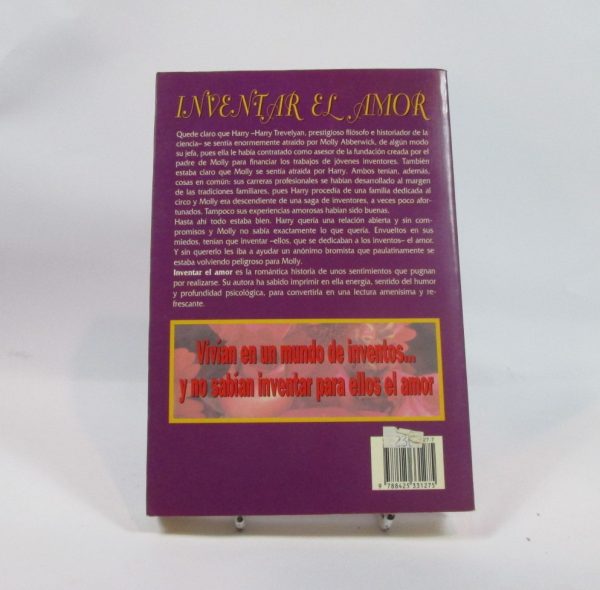 INVENTAR EL AMOR
Quede claro que Harry –Harry Trevelyan, prestigioso filósofo e historiador de la
ciencia– se sentía enormemente atraído por Molly Abberwick, de algún modo
su jefa, pues ella le había contratado como asesor de la fundación creada por el
padre de Molly para financiar los trabajos de jóvenes inventores. También
estaba claro que Molly se sentía atraída por Harry. Ambos tenían, además,
cosas en común: sus carreras profesionales se habían desarrollado al margen
de las tradiciones familiares, pues Harry procedía de una familia dedicada al
circo y Molly era descendiente de una saga de inventores, a veces poco afor-
tunados. Tampoco sus experiencias amorosas habían sido buenas.
Hasta ahí todo estaba bien. Harry quería una relación abierta y sin com-
promisos y Molly no sabía exactamente lo que quería. Envueltos en sus
miedos, tenían que inventar –ellos, que se dedicaban a los inventos– el amor.
Y sin quererlo les iba a ayudar un anónimo bromista que paulatinamente se
estaba volviendo peligroso para Molly.
Inventar el amor es la romántica historia de unos sentimientos que pugnan
por realizarse. Su autora ha sabido imprimir en ella energía, sentido del humor
y profundidad psicológica, para convertirla en una lectura amenísima y re-
frescante.
Vivían en un mundo de inventos...
y no sabían inventar para ellos el amor
27 7
9 788425 331275